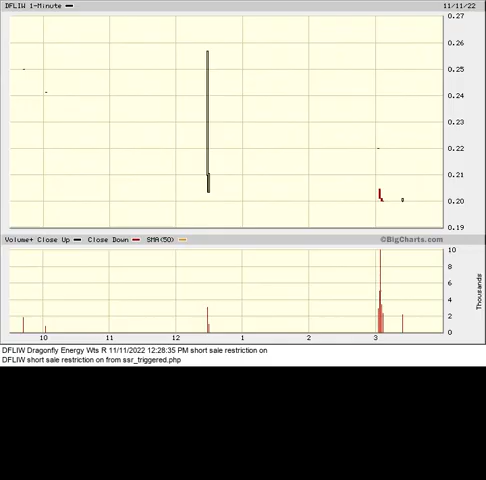 DFLIW 1-Minute 11/11/22
0.27
0.26
0.25
0.24
0.23
0.22
0.21
0.20
0.19
Volume+ Close Up Close Down SMA(50) ©BigCharts.com
10
8
6
4
2
0
Thousands
10 11 12 1 2 3
DFLIW Dragonfly Energy Wts R 11/11/2022 12:28:35 PM short sale restriction on
DFLIW short sale restriction on from ssr_triggered.php